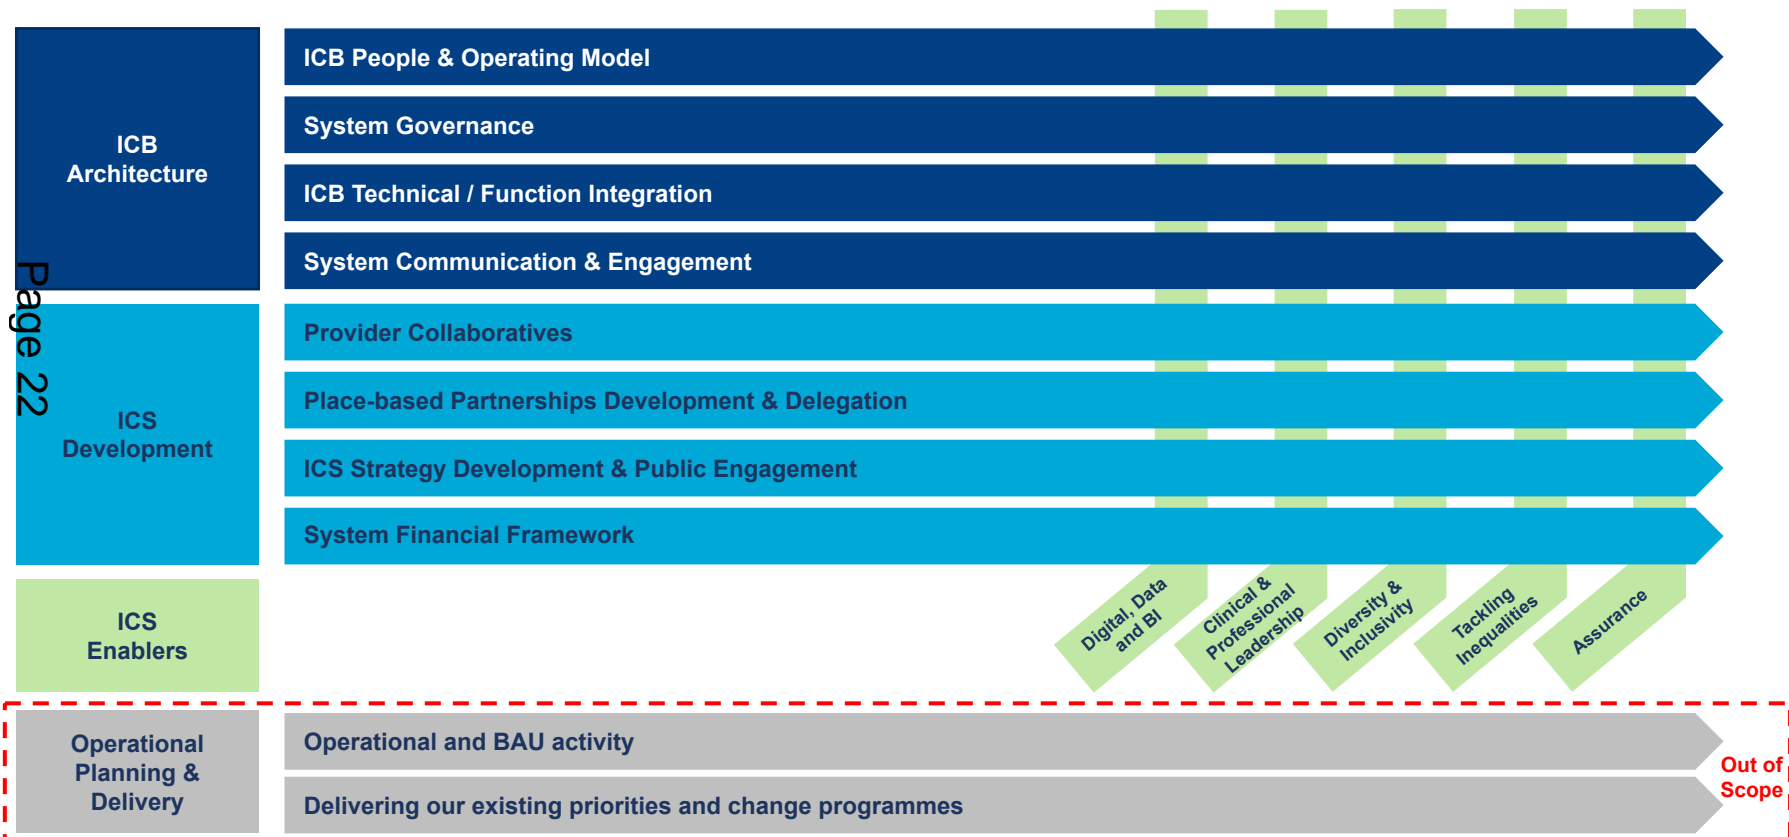 ICB
Architecture
ICB People & Operating Model
System Governance
ICB Technical / Function Integration
System Communication & Engagement
Page 22
ICS
Development
Provider Collaboratives
Place-based Partnerships Development & Delegation
ICS Strategy Development & Public Engagement
System Financial Framework
ICS
Enablers
Digital, Data
and BI
Clinical &
Professional
Leadership
Diversity &
Inclusivity
Tackling
Inequalities
Assurance
Operational
Planning &
Delivery
Operational and BAU activity
Delivering our existing priorities and change programmes
Out of
Scope